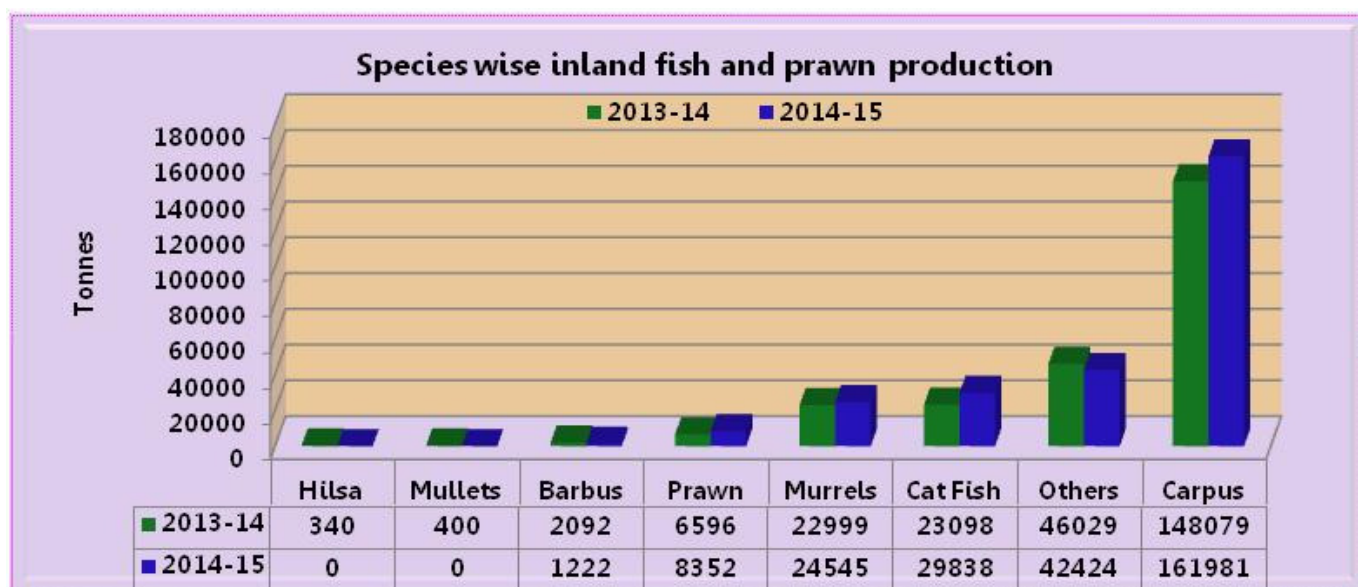 Species wise inland fish and prawn production
2013-14 2014-15
180000
160000
140000
120000
100000
80000
60000
40000
20000
0
Tonnes
Hilsa Mullets Barbus Prawn Murrels Cat Fish Others Carpus
2013-14 340 400 2092 6596 22999 23098 46029 148079
2014-15 0 0 1222 8352 24545 29838 42424 161981